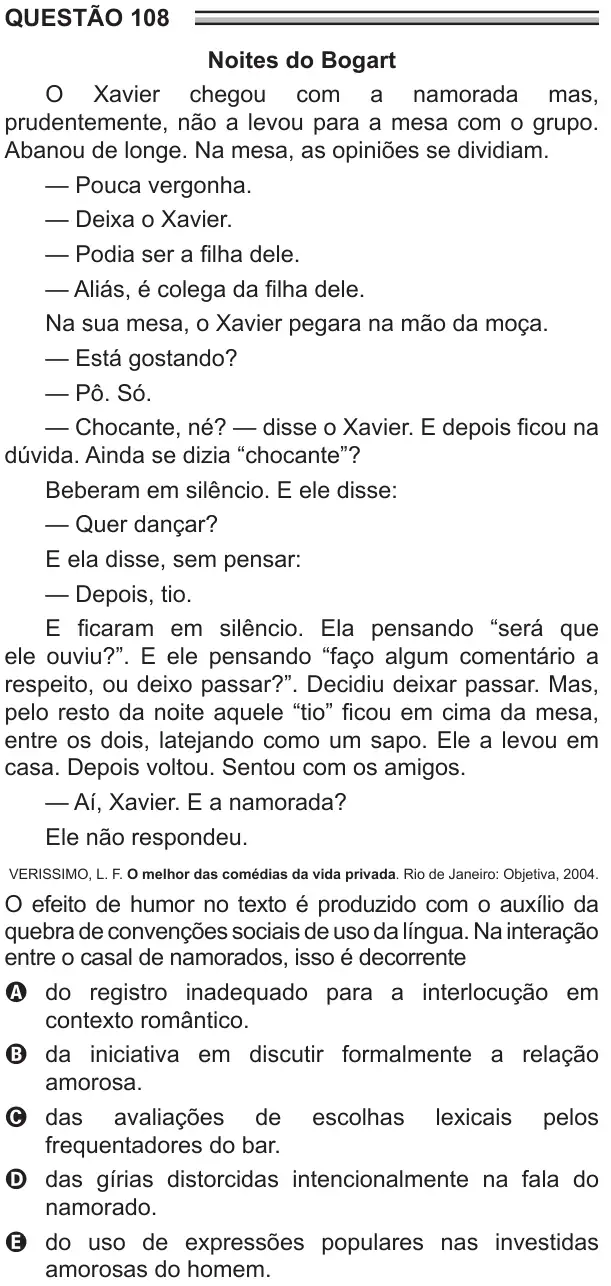 QUESTÃO 108
Noites do Bogart
O Xavier chegou com a namorada mas,
prudentemente, não a levou para a mesa com o grupo.
Abanou de longe. Na mesa, as opiniões se dividiam.
— Pouca vergonha.
— Deixa o Xavier.
— Podia ser a filha dele.
— Aliás, é colega da filha dele.
Na sua mesa, o Xavier pegara na mão da moça.
— Está gostando?
— Pô. Só.
— Chocante, né? — disse o Xavier. E depois ficou na
dúvida. Ainda se dizia “chocante”?
Beberam em silêncio. E ele disse:
— Quer dançar?
E ela disse, sem pensar:
— Depois, tio.
E ficaram em silêncio. Ela pensando “será que
ele ouviu?”. E ele pensando “faço algum comentário a
respeito, ou deixo passar?”. Decidiu deixar passar. Mas,
pelo resto da noite aquele “tio” ficou em cima da mesa,
entre os dois, latejando como um sapo. Ele a levou em
casa. Depois voltou. Sentou com os amigos.
— Aí, Xavier. E a namorada?
Ele não respondeu.
VERISSIMO, L. F. O melhor das comédias da vida privada. Rio de Janeiro: Objetiva, 2004.
O efeito de humor no texto é produzido com o auxílio da
quebra de convenções sociais de uso da língua. Na interação
entre o casal de namorados, isso é decorrente
A do registro inadequado para a interlocução em
contexto romântico.
B da iniciativa em discutir formalmente a relação
amorosa.
C das avaliações de escolhas lexicais pelos
frequentadores do bar.
D das gírias distorcidas intencionalmente na fala do
namorado.
E do uso de expressões populares nas investidas
amorosas do homem.